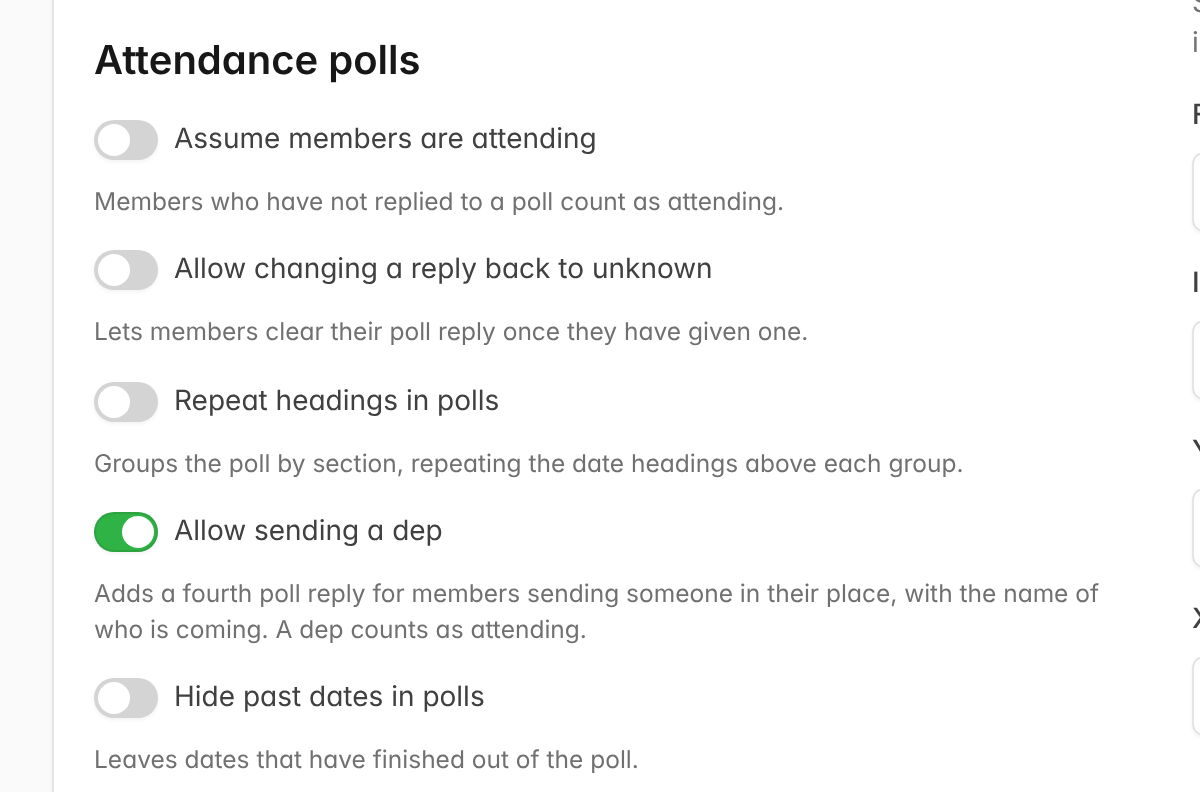 Attendance polls
Assume members are attending
Members who have not replied to a poll count as attending.
Allow changing a reply back to unknown
Lets members clear their poll reply once they have given one.
Repeat headings in polls
Groups the poll by section, repeating the date headings above each group.
Allow sending a dep
Adds a fourth poll reply for members sending someone in their place, with the name of
who is coming. A dep counts as attending.
Hide past dates in polls
Leaves dates that have finished out of the poll.